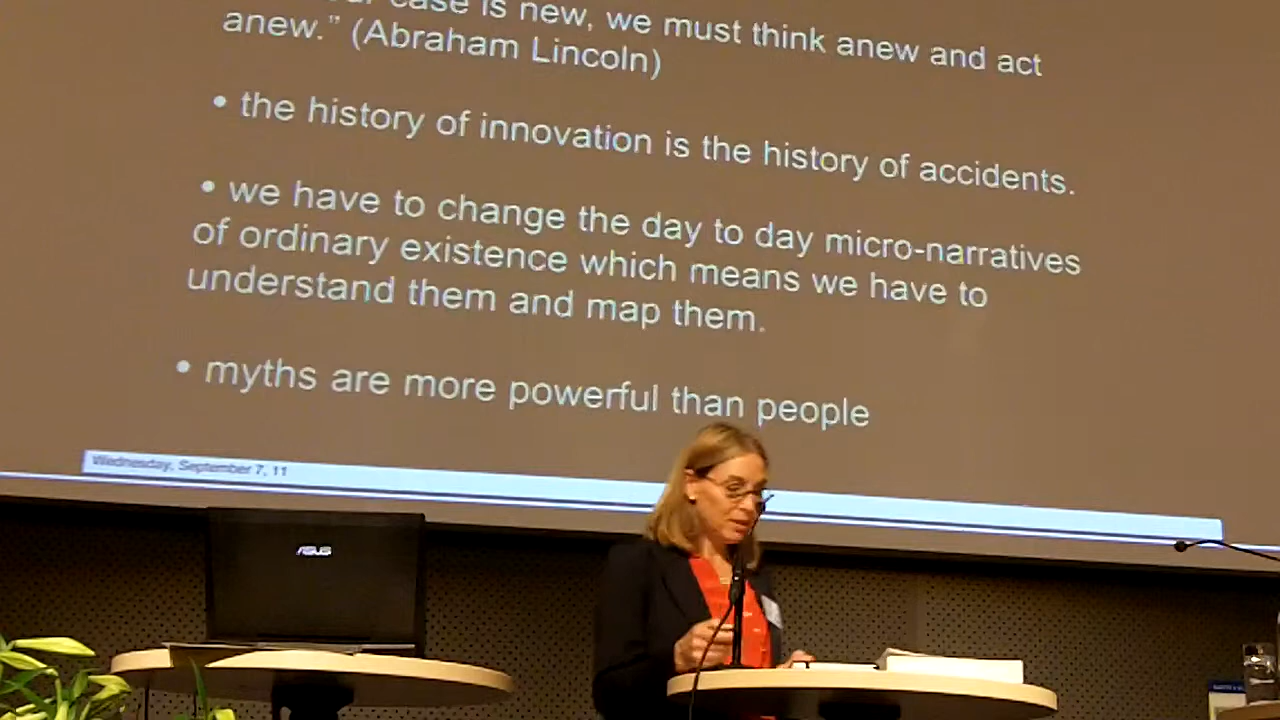 case is new, we must think anew and act
anew.” (Abraham Lincoln)
• the history of innovation is the history of accidents.
• we have to change the day to day micro-narratives
of ordinary existence which means we have to
understand them and map them.
• myths are more powerful than people
Wednesday, September 7, 11
ASUS